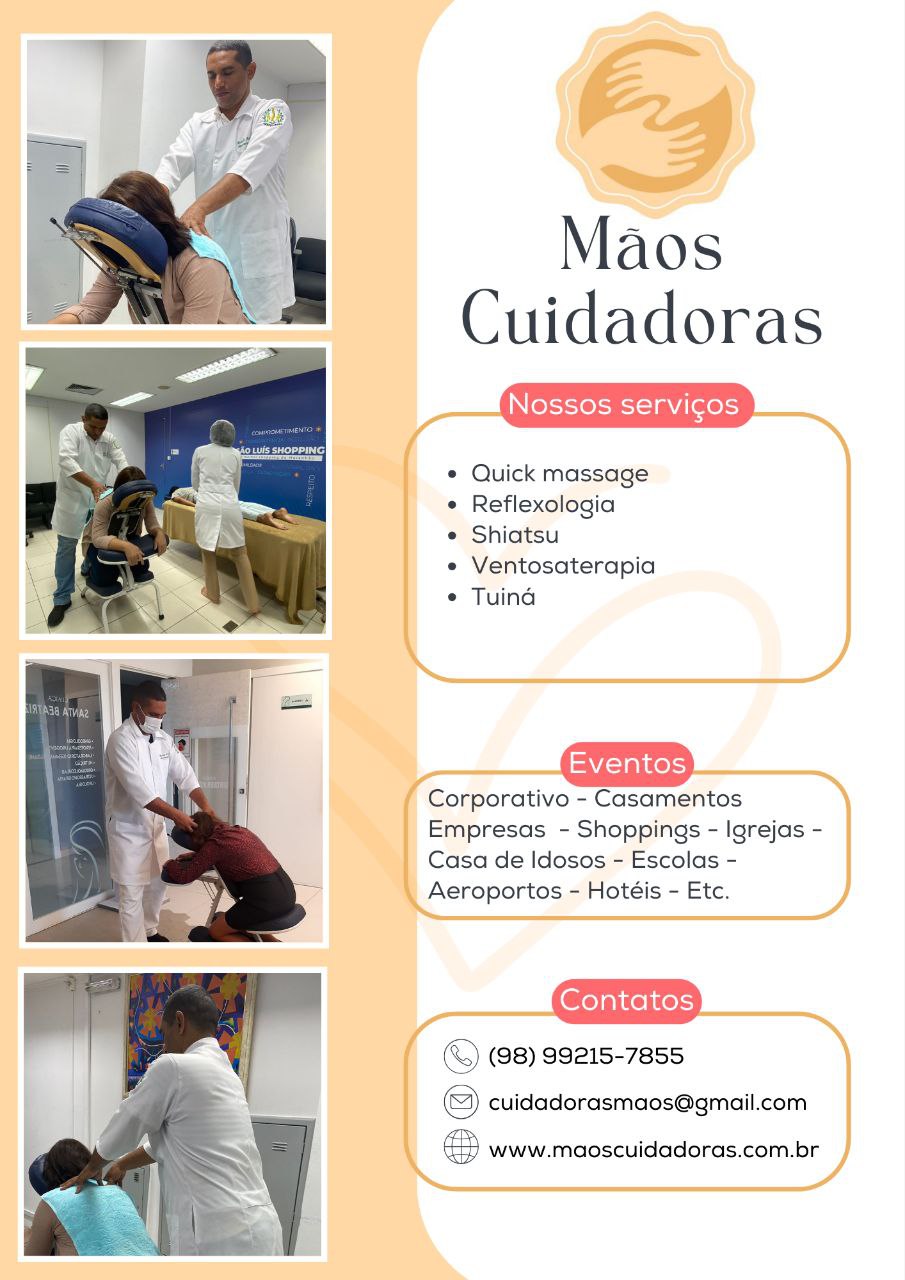 Mãos
Cuidadoras
Nossos serviços
Quick massage
Reflexologia
Shiatsu
Ventosaterapia
Tuiná
Eventos
Corporativo - Casamentos
Empresas - Shoppings - Igrejas -
Casa de Idosos - Escolas -
Aeroportos - Hotéis - Etc.
Contatos
(98) 99215-7855
cuidadorasmaos@gmail.com
www.maoscuidadoras.com.br
COMPROMETIMENTO
SÃO LUÍS SHOPPING
RESPEITO
SANTA BEATRIZ